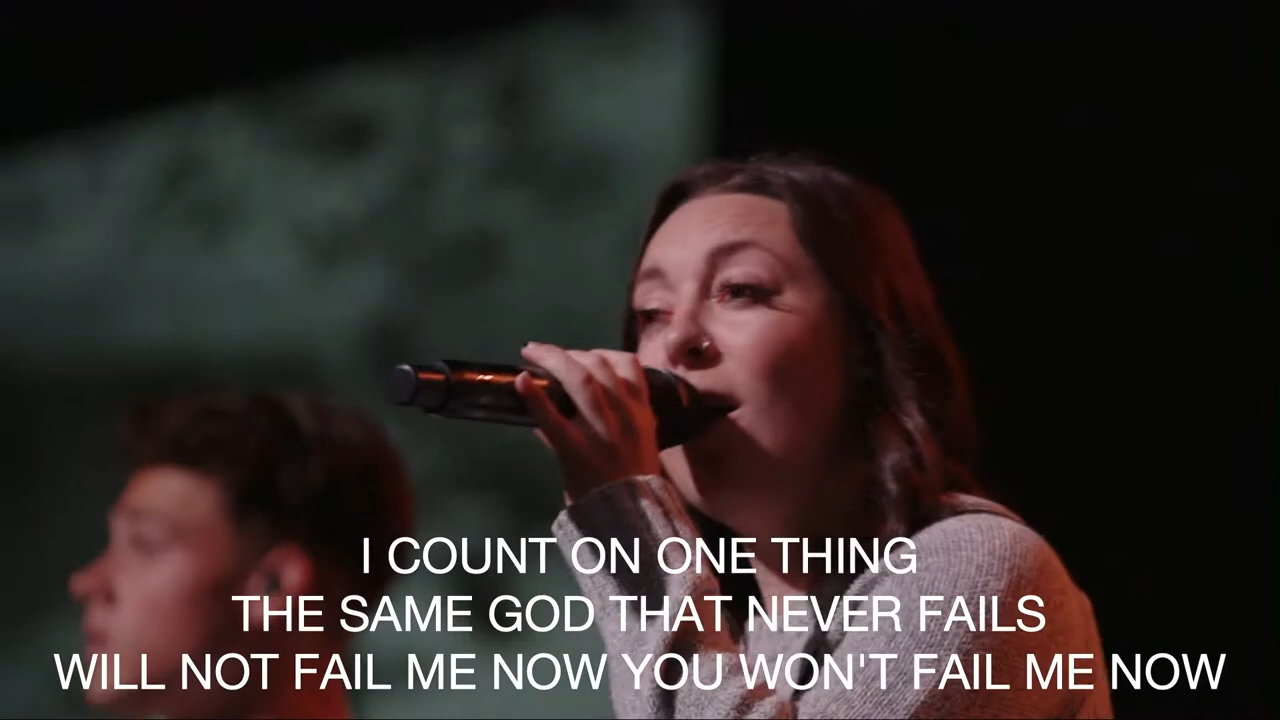 I COUNT ON ONE THING
THE SAME GOD THAT NEVER FAILS
WILL NOT FAIL ME NOW YOU WON'T FAIL ME NOW